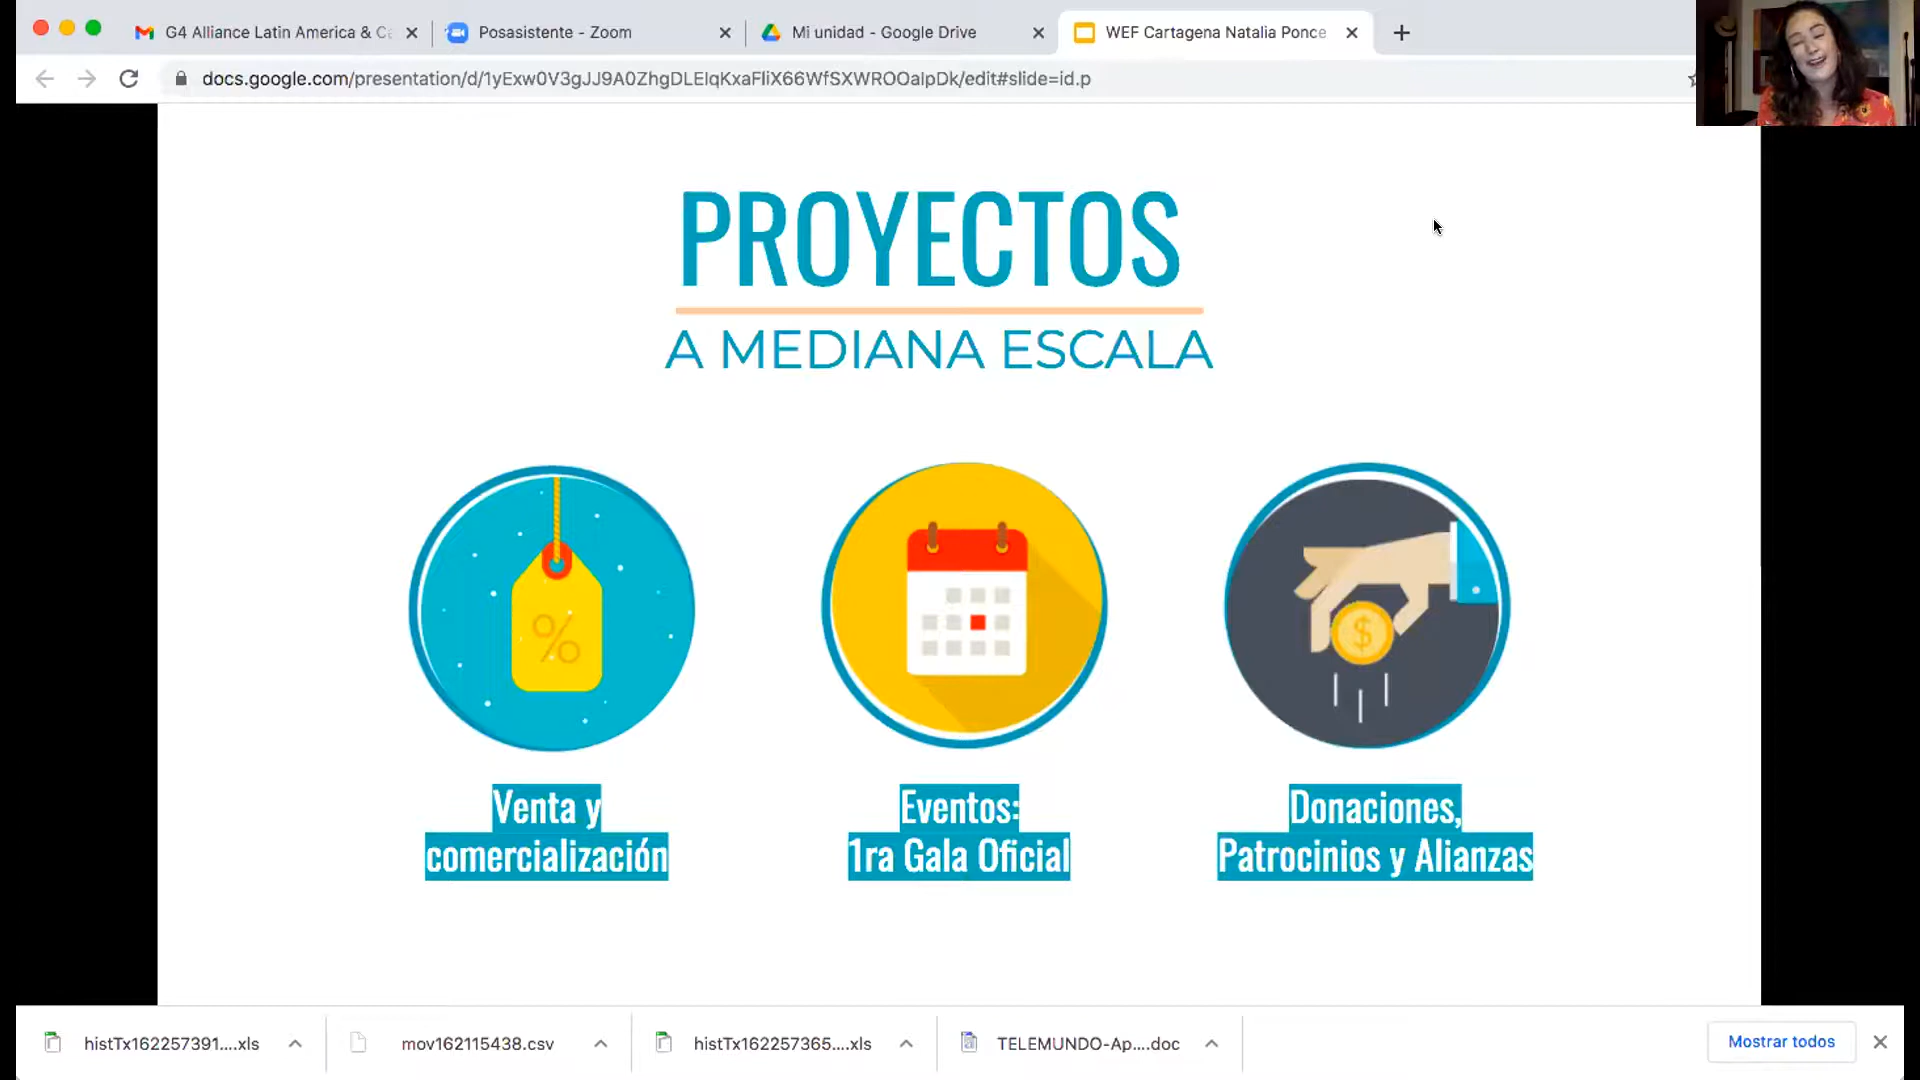 G4 Alliance Latin America & Ca
Posasistente - Zoom
Mi unidad - Google Drive
WEF Cartagena Natalia Ponce
docs.google.com/presentation/d/1yExw0V3gJJ9A0ZhgDLEIqKxaFIiX66WfSXWROOaIpDk/edit#slide=id.p
PROYECTOS
A MEDIANA ESCALA
%
$
Venta y
comercialización
Eventos:
1ra Gala Oficial
Donaciones,
Patrocinios y Alianzas
histTx162257391....xls
mov162115438.csv
histTx162257365....xls
TELEMUNDO-Ap....doc
Mostrar todos